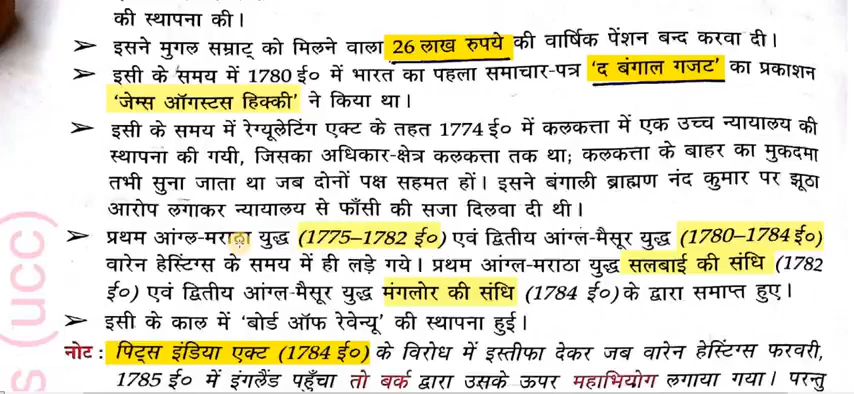 की स्थापना की।
➢ इसने मुगल सम्राट् को मिलने वाला 26 लाख रुपये की वार्षिक पेंशन बन्द करवा दी।
➢ इसी के समय में 1780 ई० में भारत का पहला समाचार-पत्र 'द बंगाल गजट' का प्रकाशन
'जेम्स ऑगस्टस हिक्की' ने किया था।
➢ इसी के समय में रेग्यूलेटिंग एक्ट के तहत 1774 ई० में कलकत्ता में एक उच्च न्यायालय की
स्थापना की गयी, जिसका अधिकार-क्षेत्र कलकत्ता तक था; कलकत्ता के बाहर का मुकदमा
तभी सुना जाता था जब दोनों पक्ष सहमत हों। इसने बंगाली ब्राह्मण नंद कुमार पर झूठा
आरोप लगाकर न्यायालय से फाँसी की सजा दिलवा दी थी।
➢ प्रथम आंग्ल-मराठा युद्ध (1775–1782 ई०) एवं द्वितीय आंग्ल-मैसूर युद्ध (1780–1784 ई०)
वारेन हेस्टिंग्स के समय में ही लड़े गये। प्रथम आंग्ल-मराठा युद्ध सलबाई की संधि (1782
ई०) एवं द्वितीय आंग्ल-मैसूर युद्ध मंगलोर की संधि (1784 ई०) के द्वारा समाप्त हुए।
➢ इसी के काल में 'बोर्ड ऑफ रेवेन्यू' की स्थापना हुई।
नोट : पिट्स इंडिया एक्ट (1784 ई०) के विरोध में इस्तीफा देकर जब वारेन हेस्टिंग्स फरवरी,
1785 ई० में इंगलैंड पहुँचा तो बर्क द्वारा उसके ऊपर महाभियोग लगाया गया। परन्तु
s (ucc)